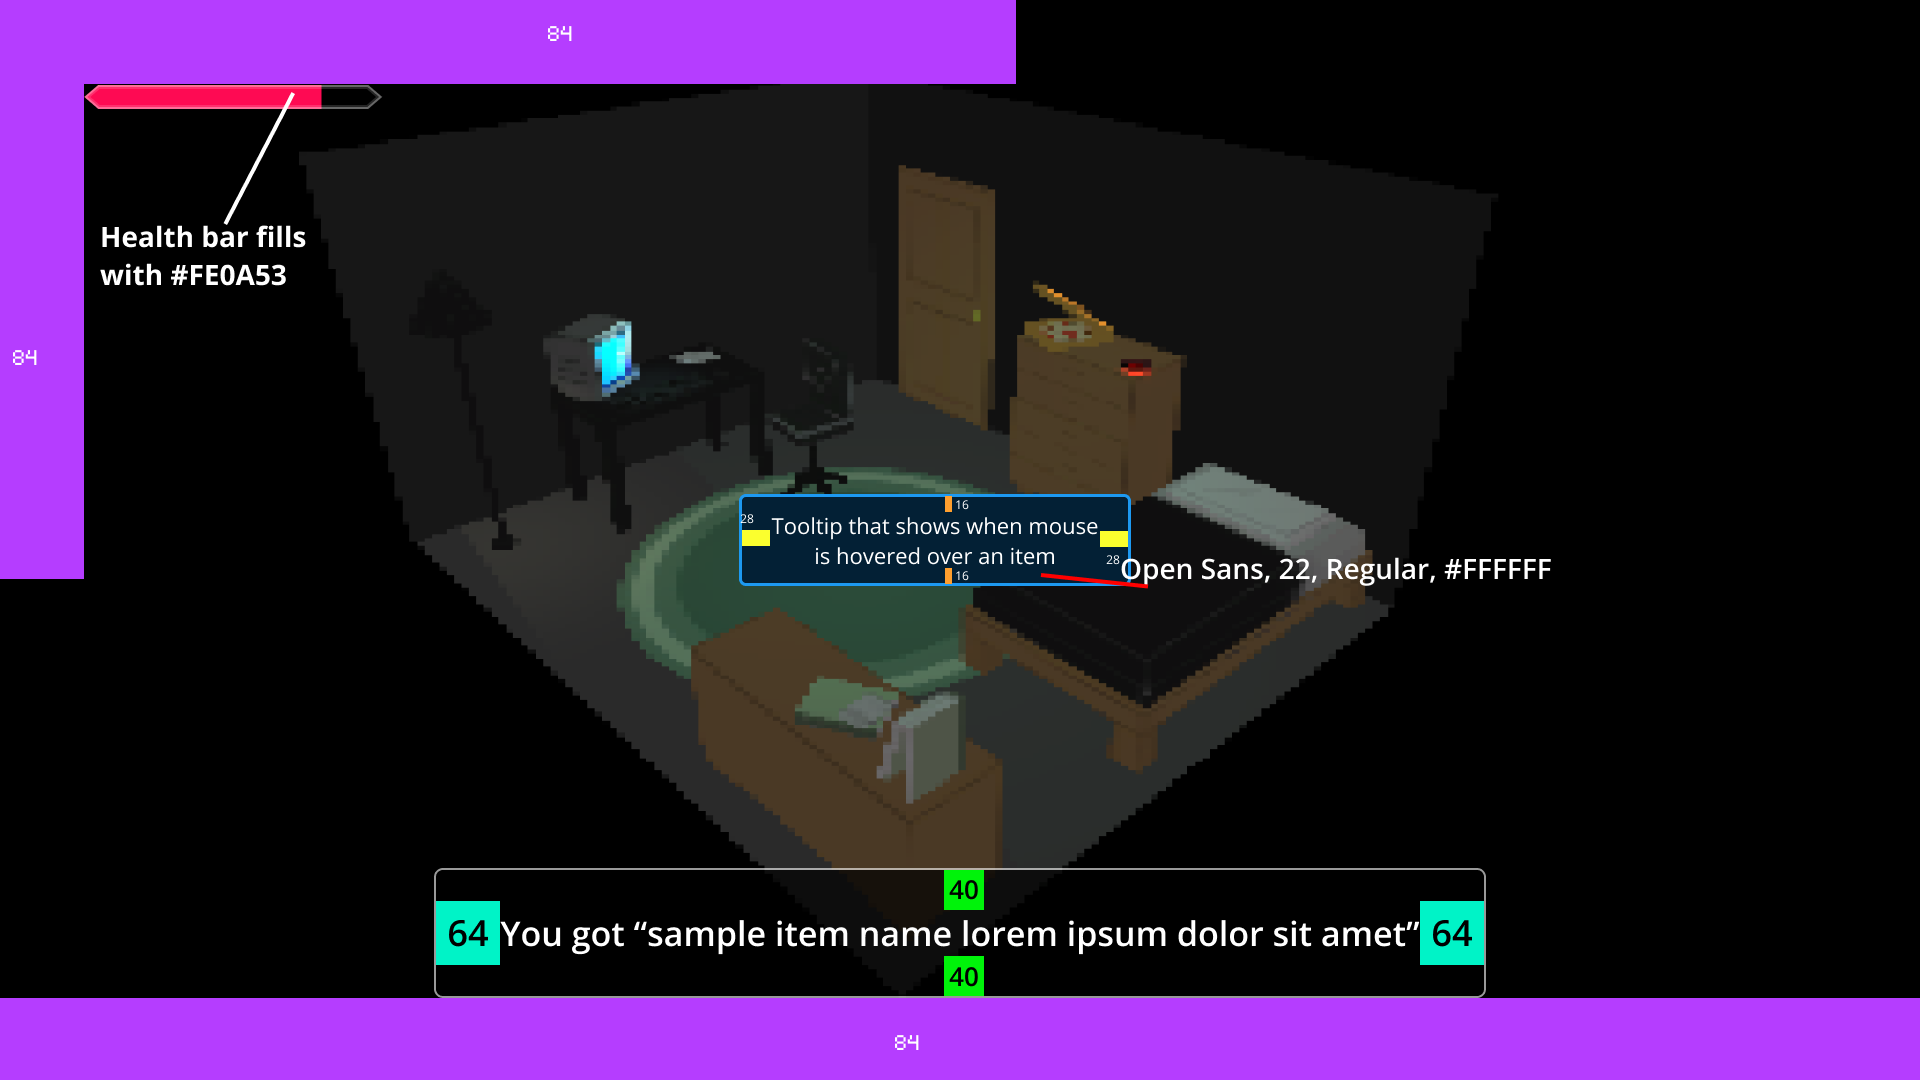 84
84
Health bar fills
with #FE0A53
16
28
Tooltip that shows when mouse
is hovered over an item
28
16
Open Sans, 22, Regular, #FFFFFF
40
64
You got “sample item name lorem ipsum dolor sit amet”
64
40
84